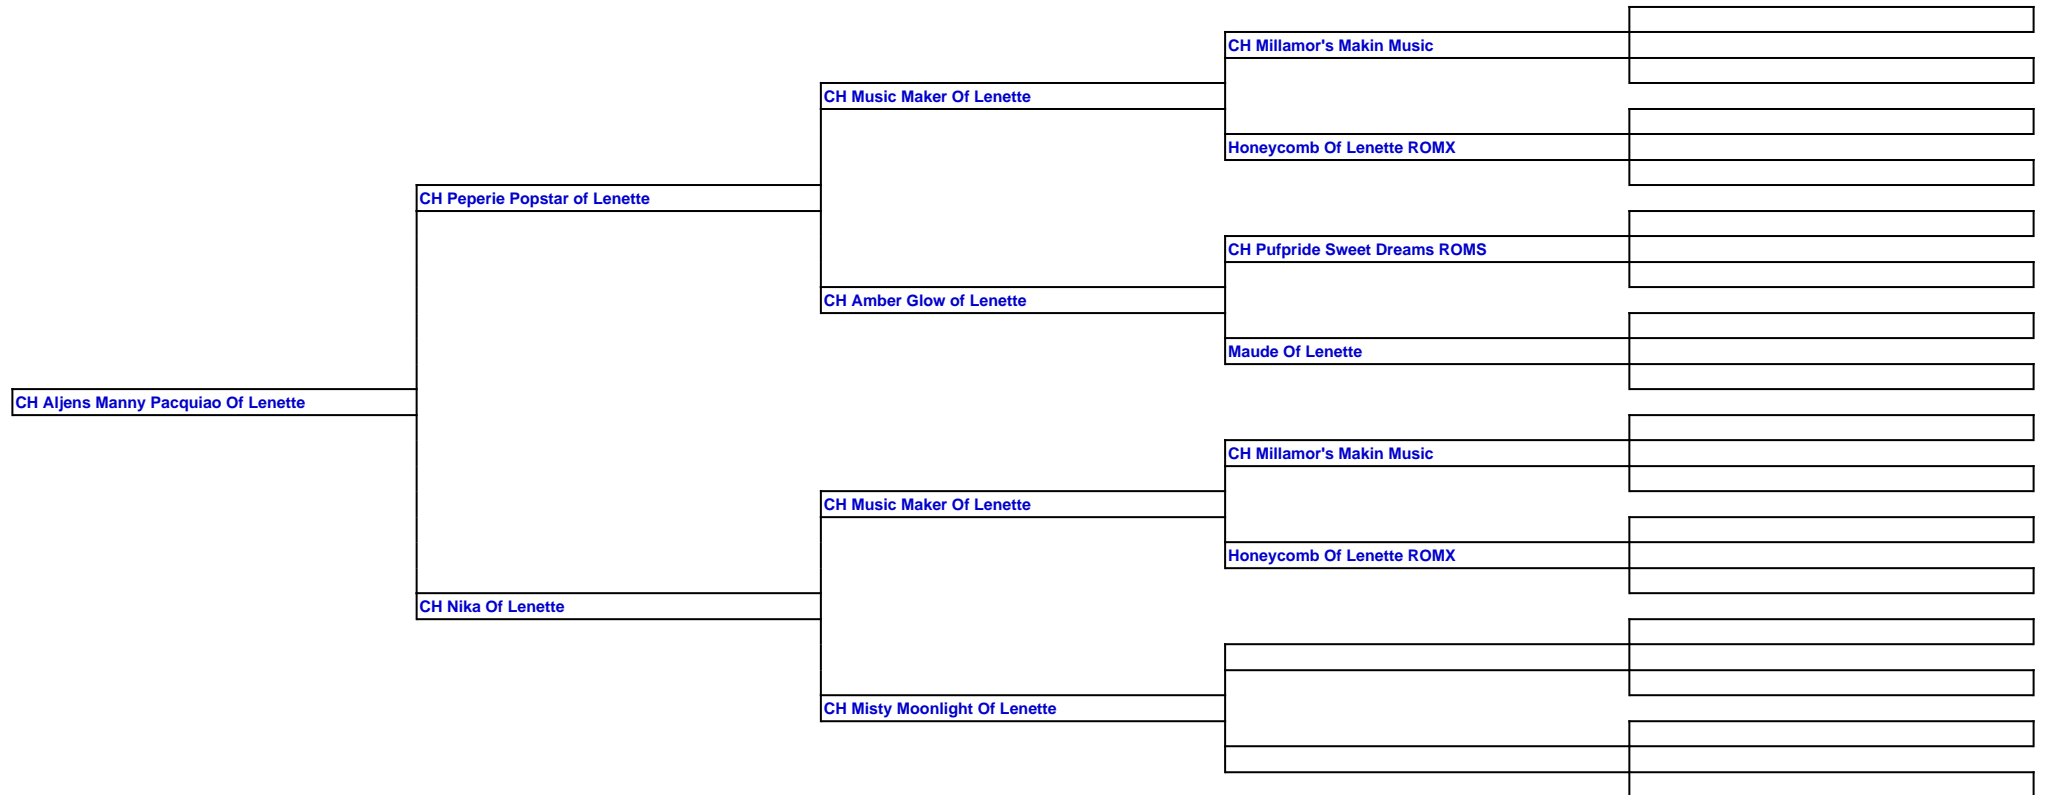 CH Millamor's Makin Music
CH Music Maker Of Lenette
Honeycomb Of Lenette ROMX
CH Peperie Popstar of Lenette
CH Pufpride Sweet Dreams ROMS
CH Amber Glow of Lenette
Maude Of Lenette
CH Aljens Manny Pacquiao Of Lenette
CH Millamor's Makin Music
CH Music Maker Of Lenette
Honeycomb Of Lenette ROMX
CH Nika Of Lenette
CH Misty Moonlight Of Lenette